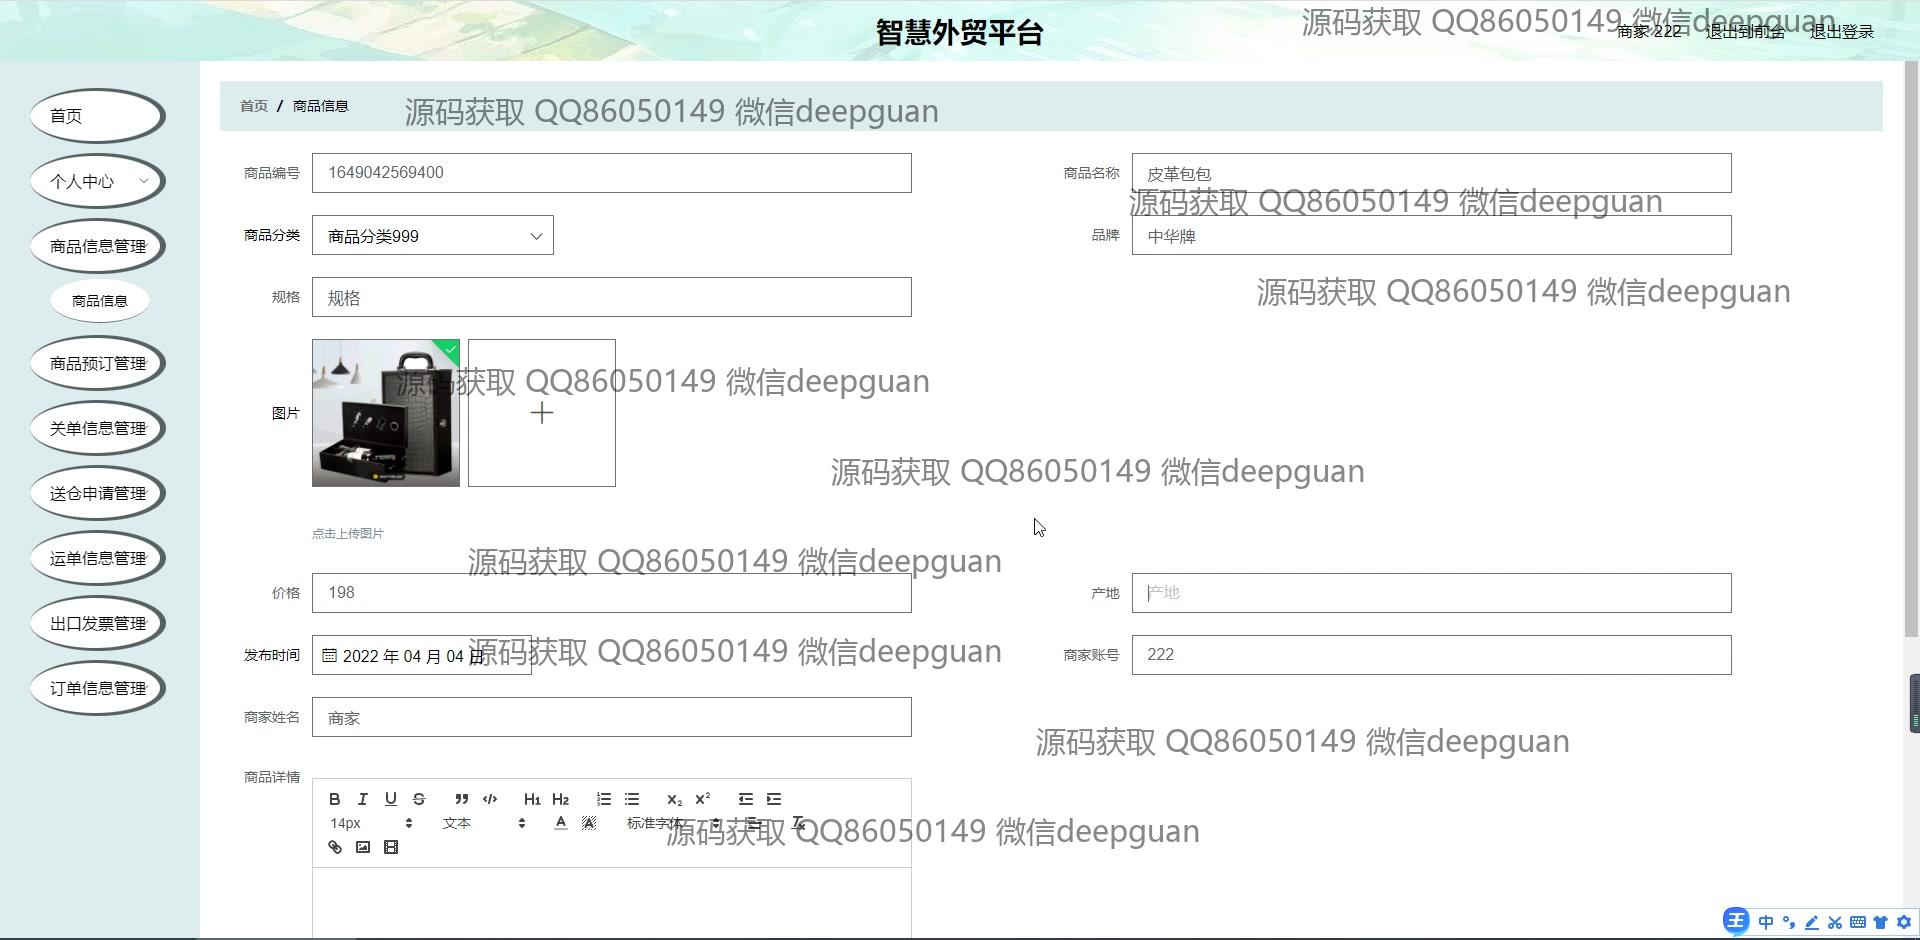 智慧外贸平台
源码获取 QQ86050149 微信deepguan
商家 222 退出到前台 退出登录
首页
个人中心
商品信息管理
商品信息
商品预订管理
关单信息管理
送仓申请管理
运单信息管理
出口发票管理
订单信息管理
首页 / 商品信息
源码获取 QQ86050149 微信deepguan
商品编号 1649042569400
商品名称 皮革包包
源码获取 QQ86050149 微信deepguan
商品分类 商品分类999
品牌 中华牌
规格 规格
源码获取 QQ86050149 微信deepguan
图片
源码获取 QQ86050149 微信deepguan
源码获取 QQ86050149 微信deepguan
点击上传图片
源码获取 QQ86050149 微信deepguan
价格 198
产地 产地
发布时间 2022 年 04 月 04 日
源码获取 QQ86050149 微信deepguan
商家账号 222
商家姓名 商家
源码获取 QQ86050149 微信deepguan
商品详情
B I U S H1 H2 x2 x2
14px 文本 A A 标准字体
源码获取 QQ86050149 微信deepguan
王 中